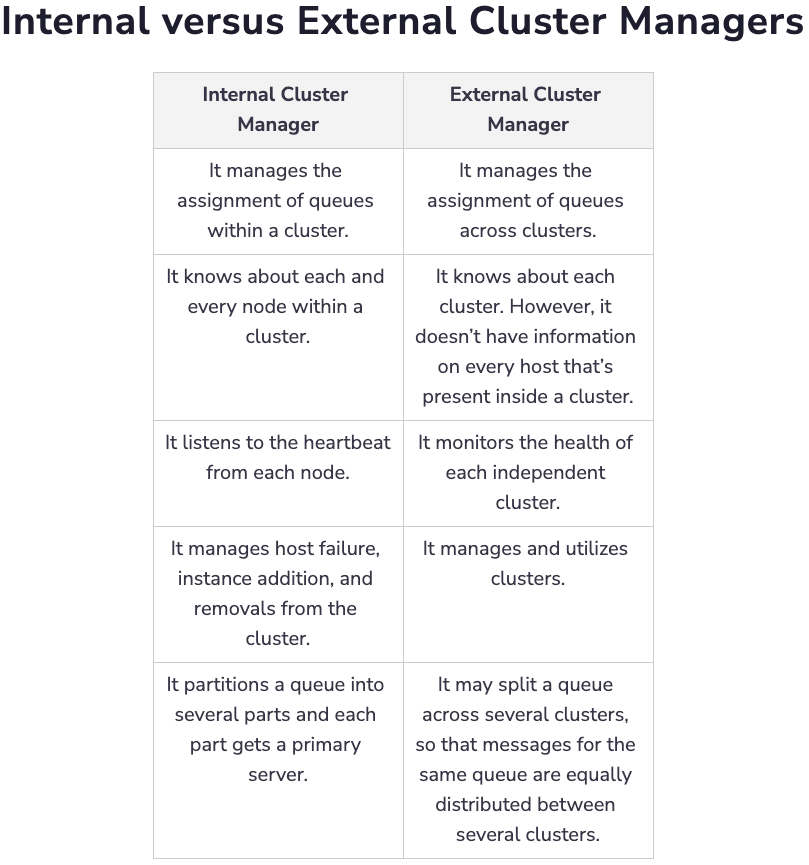 Internal versus External Cluster Managers
Internal Cluster
Manager
External Cluster
Manager
It manages the
assignment of queues
within a cluster.
It manages the
assignment of queues
across clusters.
It knows about each and
every node within a
cluster.
It knows about each
cluster. However, it
doesn’t have information
on every host that’s
present inside a cluster.
It listens to the heartbeat
from each node.
It monitors the health of
each independent
cluster.
It manages host failure,
instance addition, and
removals from the
cluster.
It manages and utilizes
clusters.
It partitions a queue into
several parts and each
part gets a primary
server.
It may split a queue
across several clusters,
so that messages for the
same queue are equally
distributed between
several clusters.